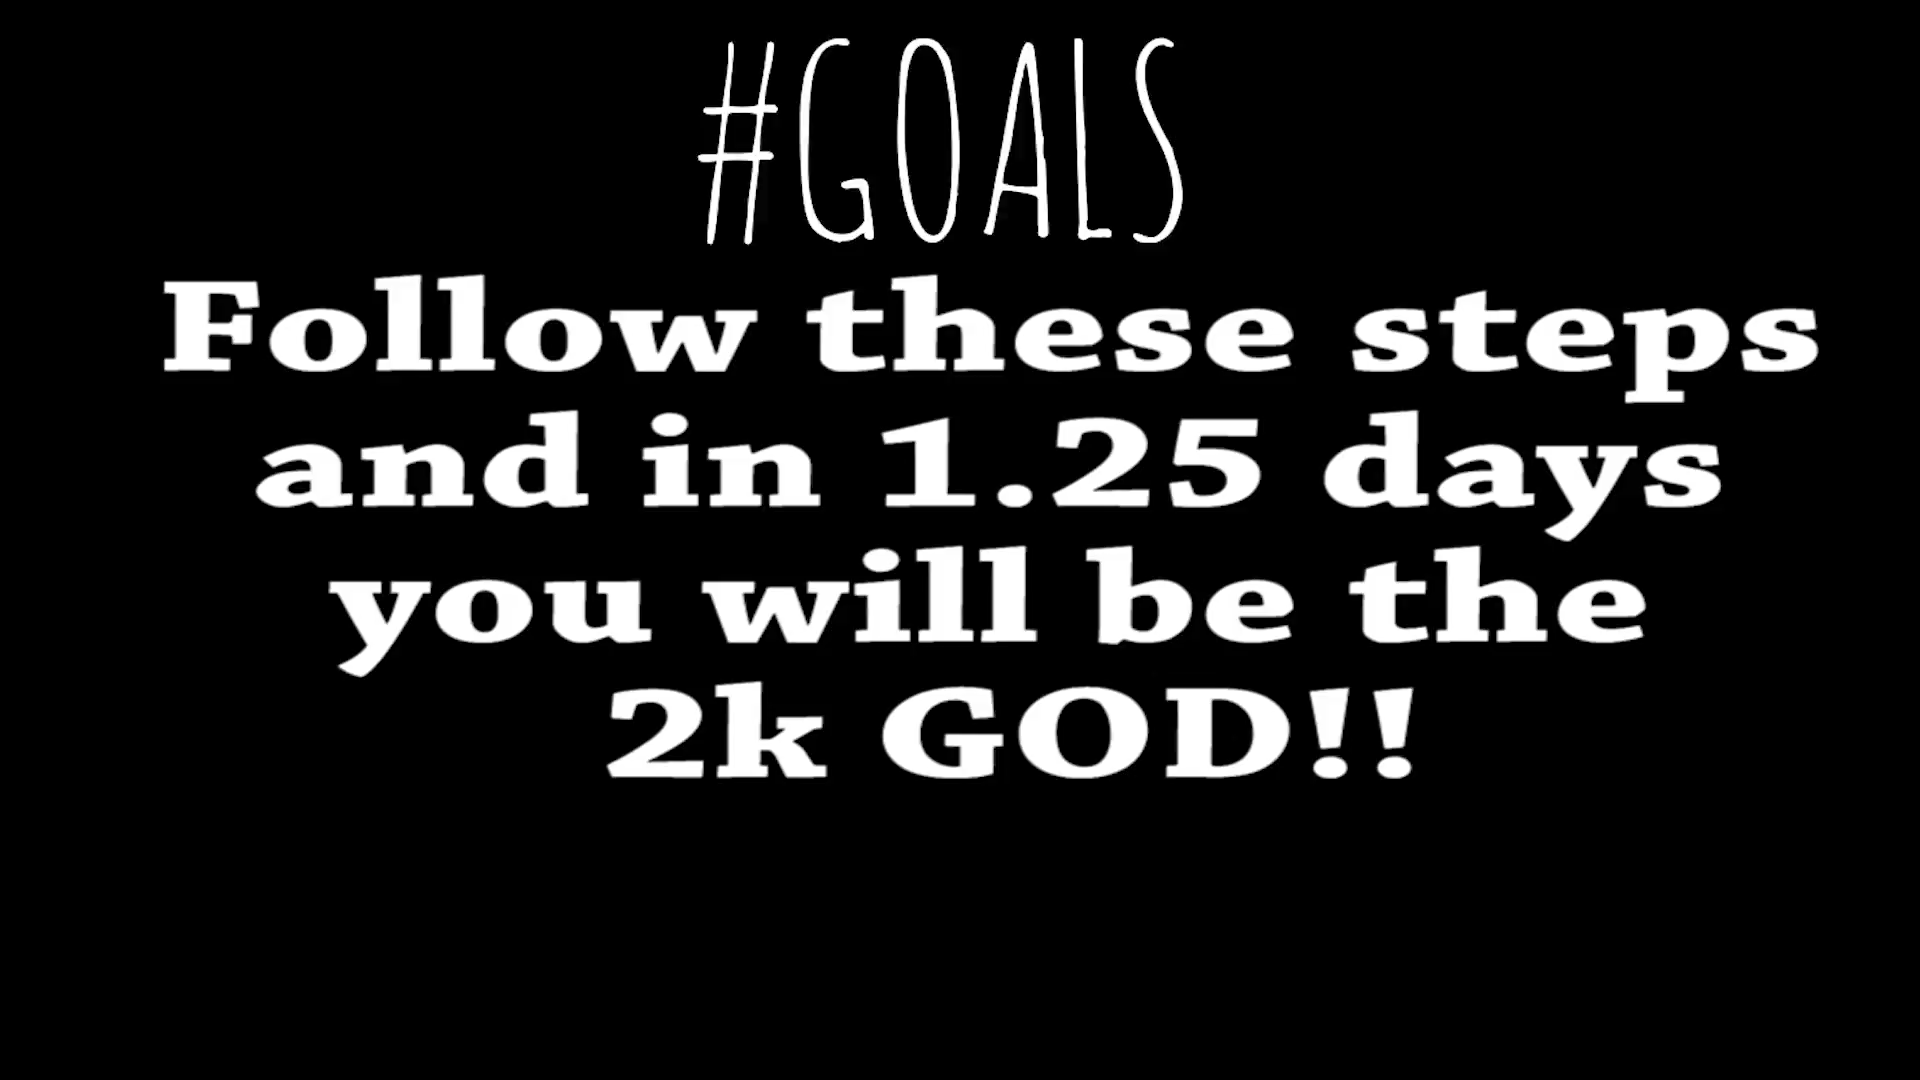 #GOALS
Follow these steps
and in 1.25 days
you will be the
2k GOD!!